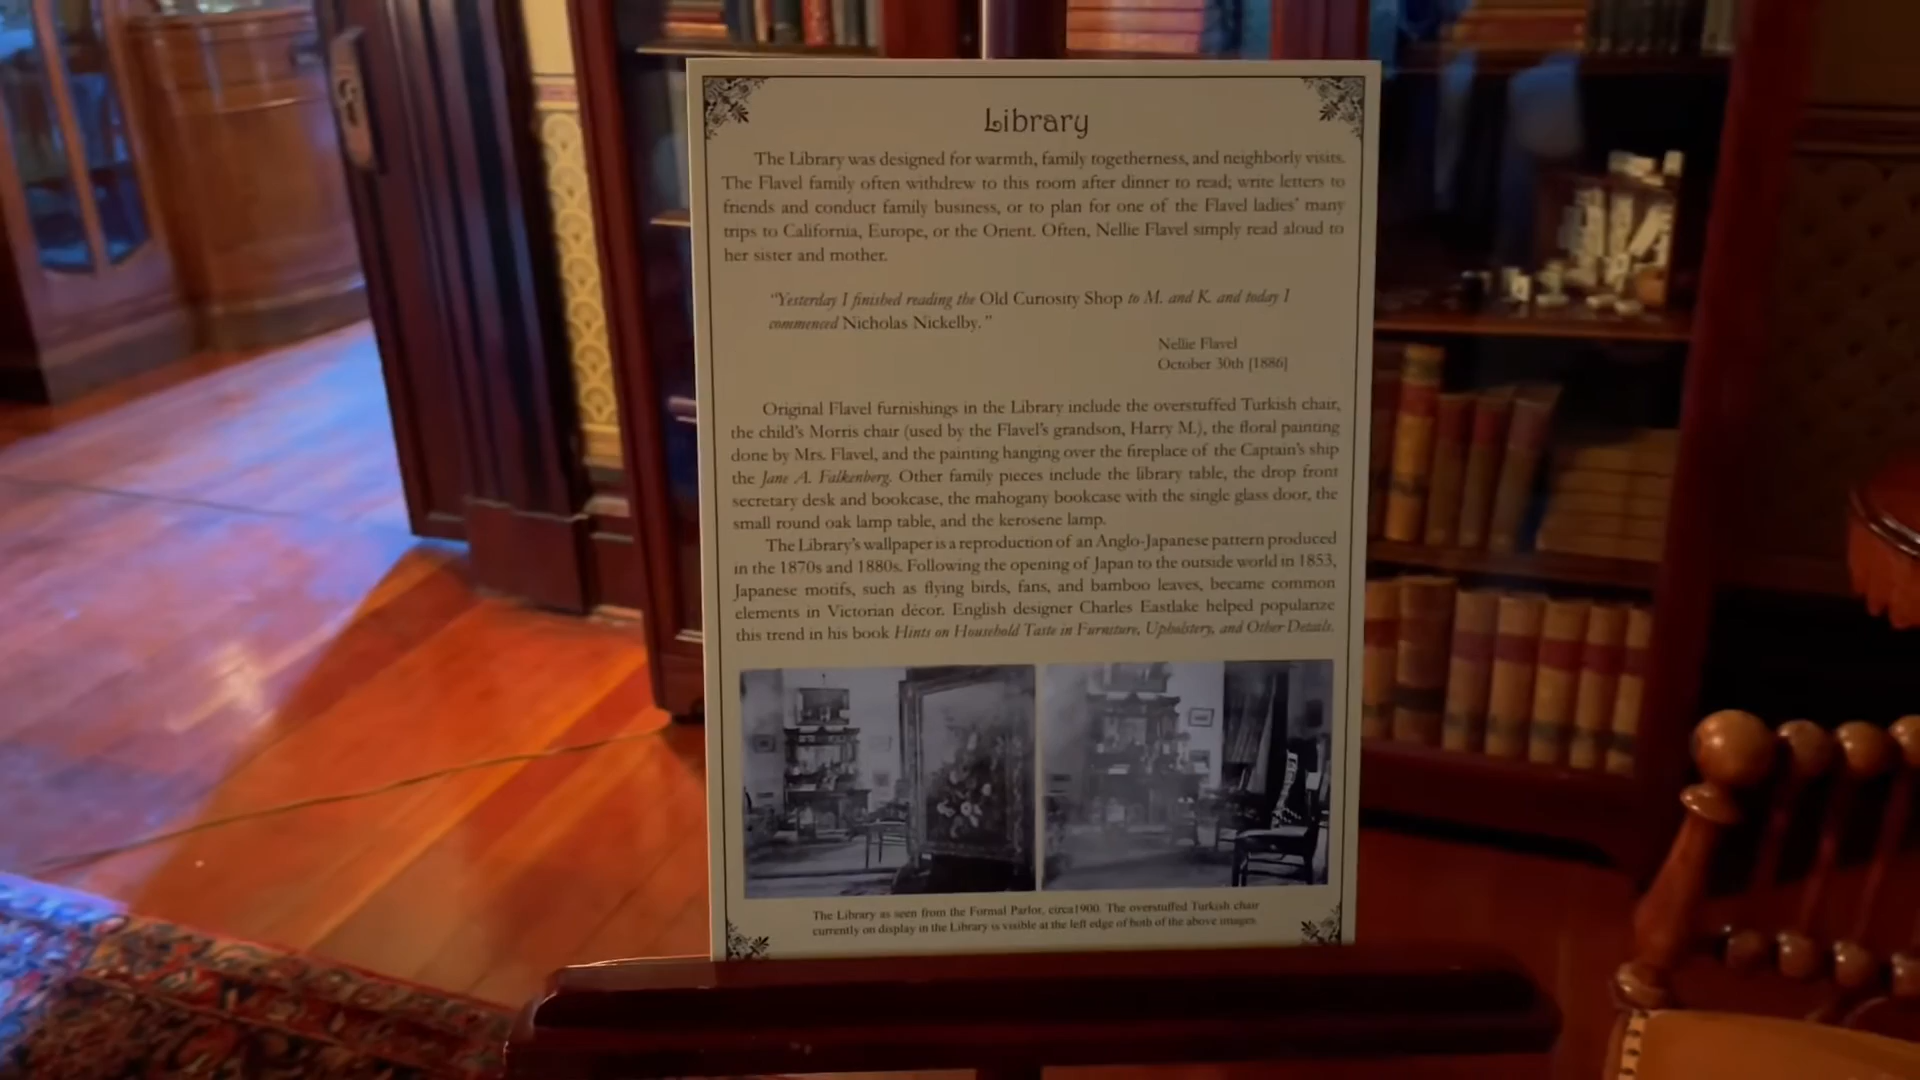 Library
The Library was designed for warmth, family togetherness, and neighborly visits.
The Flavel family often withdrew to this room after dinner to read; write letters to
friends and conduct family business, or to plan for one of the Flavel ladies' many
trips to California, Europe, or the Orient. Often, Nellie Flavel simply read aloud to
her sister and mother.
"Yesterday I finished reading the Old Curiosity Shop to M. and K. and today I
commenced Nicholas Nickelby."
Nellie Flavel
October 30th [1886]
Original Flavel furnishings in the Library include the overstuffed Turkish chair,
the child's Morris chair (used by the Flavel's grandson, Harry M.), the floral painting
done by Mrs. Flavel, and the painting hanging over the fireplace of the Captain's ship
the Jane A. Falkenberg. Other family pieces include the library table, the drop front
secretary desk and bookcase, the mahogany bookcase with the single glass door, the
small round oak lamp table, and the kerosene lamp.
The Library's wallpaper is a reproduction of an Anglo-Japanese pattern produced
in the 1870s and 1880s. Following the opening of Japan to the outside world in 1853,
Japanese motifs, such as flying birds, fans, and bamboo leaves, became common
elements in Victorian décor. English designer Charles Eastlake helped popularize
this trend in his book Hints on Household Taste in Furniture, Upholstery, and Other Details.
The Library as seen from the Formal Parlor, circa1900. The overstuffed Turkish chair
currently on display in the Library is visible at the left edge of both of the above images.